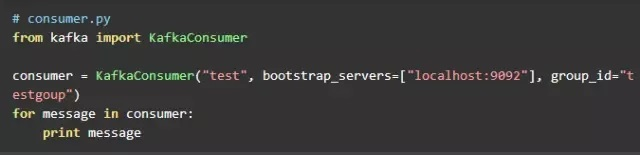 # consumer.py
from kafka import KafkaConsumer
consumer = KafkaConsumer("test", bootstrap_servers=["localhost:9092"], group_id="t
estgoup")
for message in consumer:
    print message